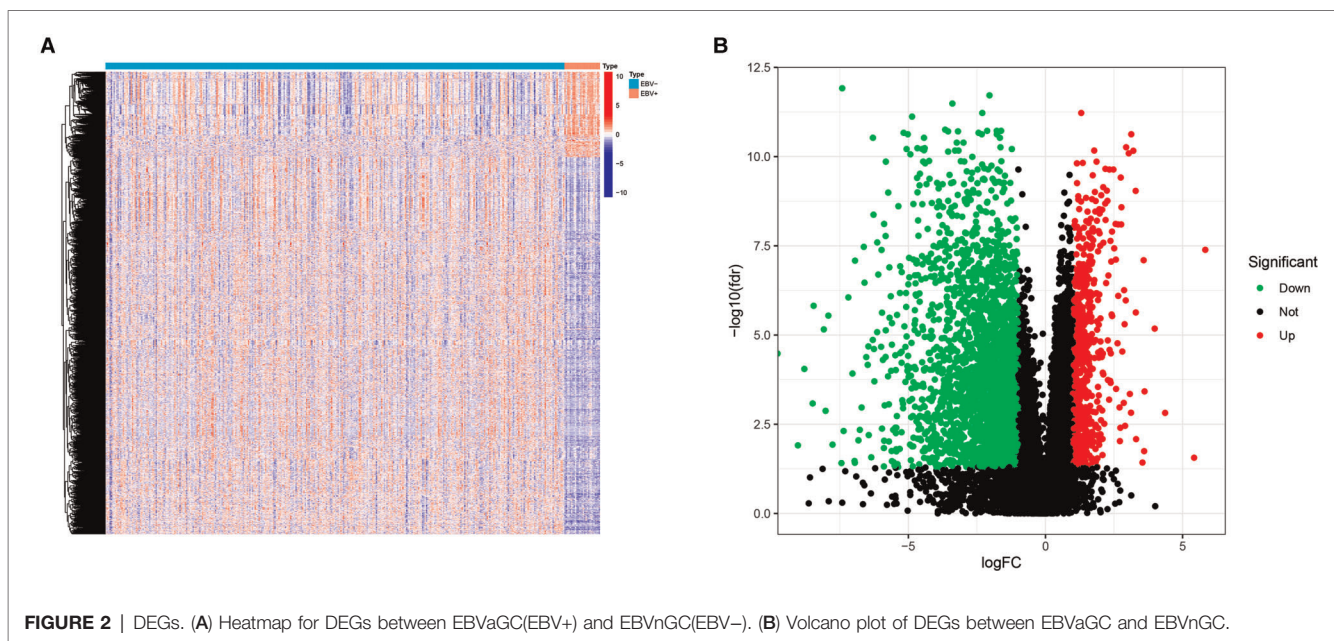 A
Type
10
5
0
−5
−10
Type
EBV−
EBV+
B
12.5
10.0
7.5
5.0
2.5
0.0
−log10(fdr)
−5
0
5
logFC
Significant
Down
Not
Up
FIGURE 2 | DEGs. (A) Heatmap for DEGs between EBVaGC(EBV+) and EBVnGC(EBV−). (B) Volcano plot of DEGs between EBVaGC and EBVnGC.